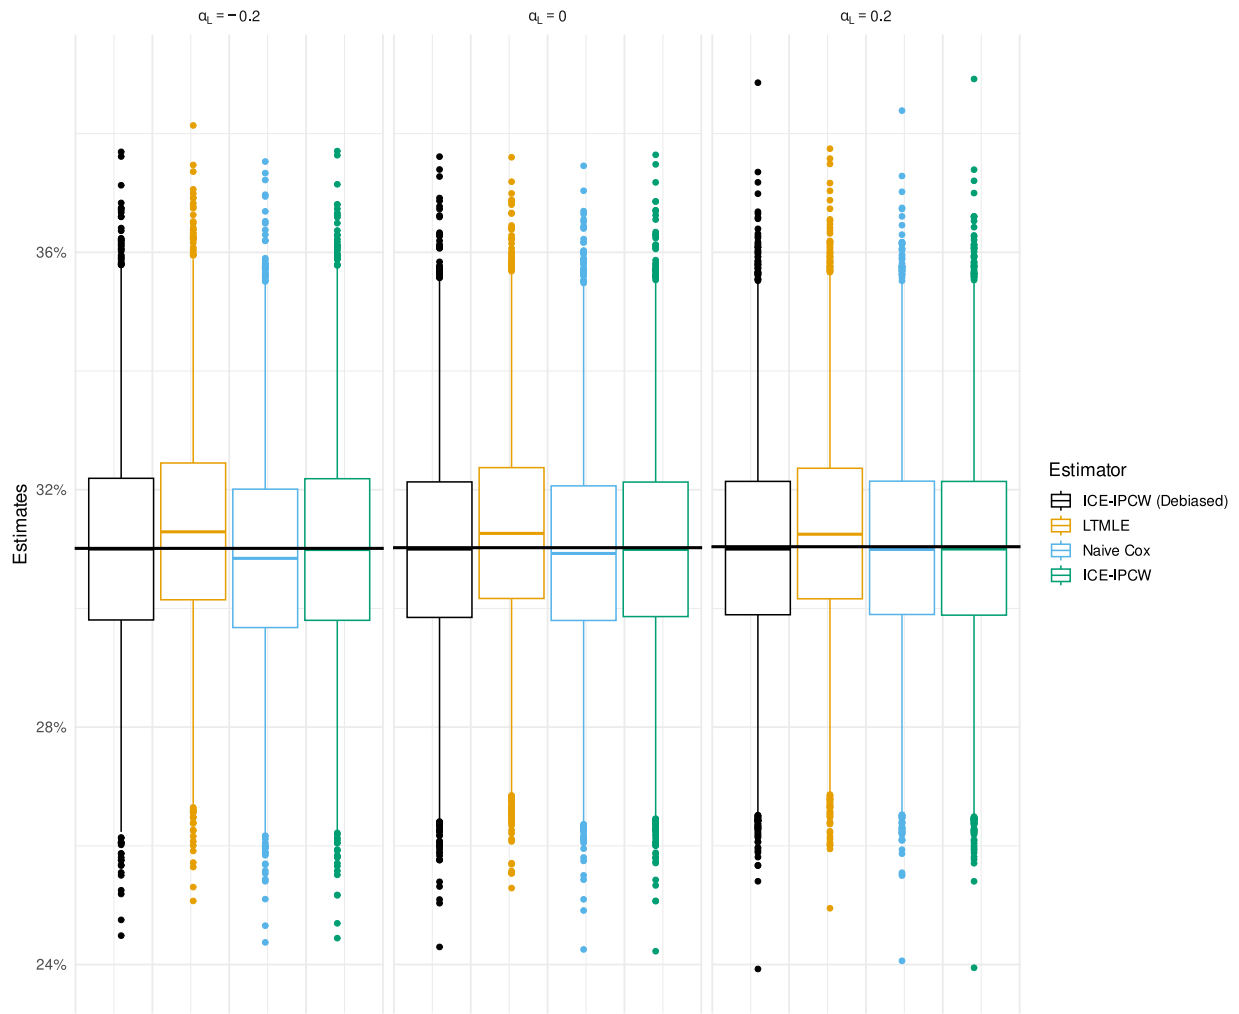 α_L = −0.2
α_L = 0
α_L = 0.2
Estimates
36%
32%
28%
24%
Estimator
ICE-IPCW (Debiased)
LTMLE
Naive Cox
ICE-IPCW